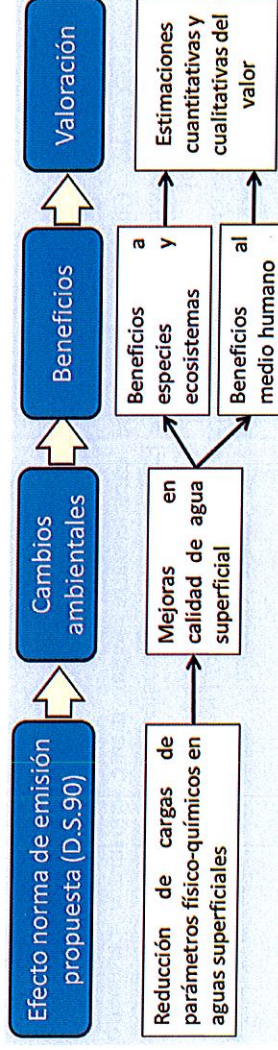 Efecto norma de emisión
propuesta (D.S.90)
Cambios
ambientales
Beneficios
Valoración
Reducción de cargas de
parámetros físico-químicos en
aguas superficiales
Mejoras en
calidad de agua
superficial
Beneficios a
especies y
ecosistemas
Beneficios al
medio humano
Estimaciones
cuantitativas y
cualitativas del
valor